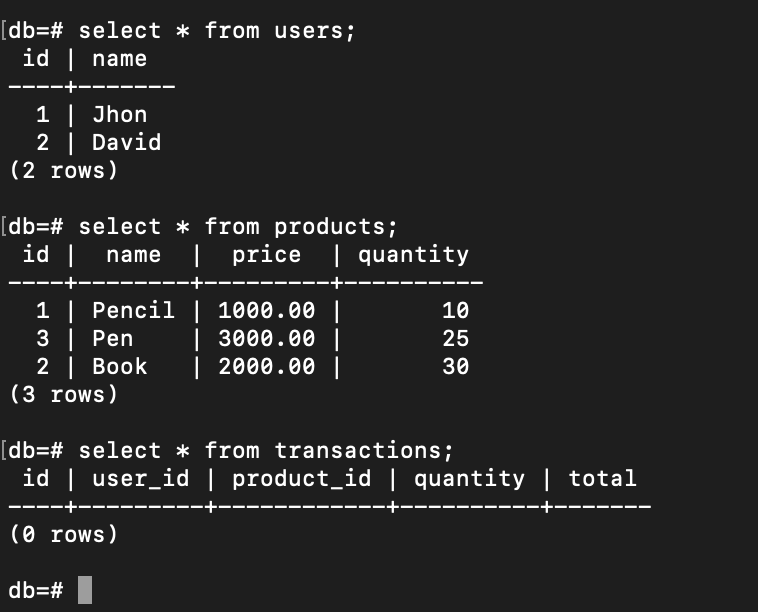 [db=# select * from users;
 id | name
----+-------
  1 | Jhon
  2 | David
(2 rows)

[db=# select * from products;
 id |  name  |  price  | quantity
----+--------+---------+----------
  1 | Pencil | 1000.00 |       10
  3 | Pen    | 3000.00 |       25
  2 | Book   | 2000.00 |       30
(3 rows)

[db=# select * from transactions;
 id | user_id | product_id | quantity | total
----+---------+------------+----------+-------
(0 rows)

db=#